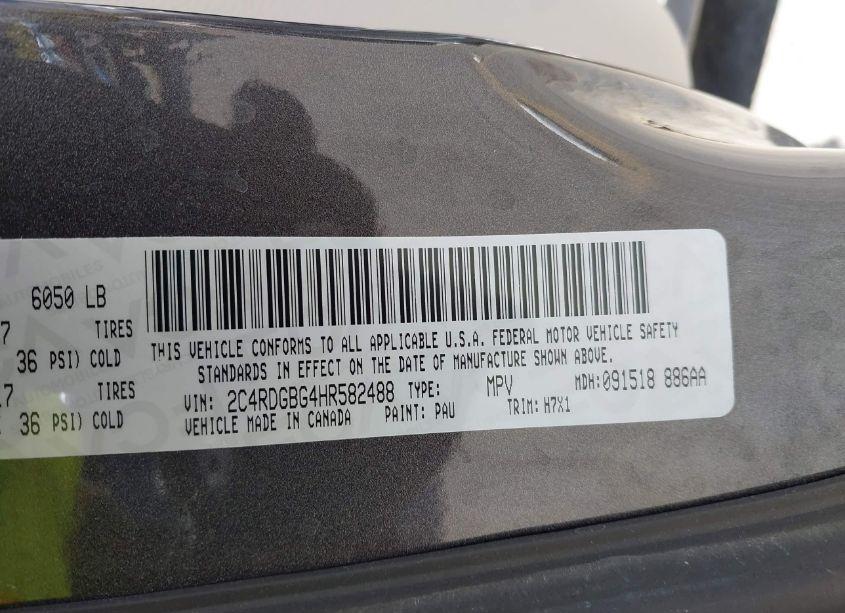 6050 LB
7 TIRES
36 PSI) COLD
17 TIRES
36 PSI) COLD
THIS VEHICLE CONFORMS TO ALL APPLICABLE U.S.A. FEDERAL MOTOR VEHICLE SAFETY
STANDARDS IN EFFECT ON THE DATE OF MANUFACTURE SHOWN ABOVE.
VIN: 2C4RDGBG4HR582488 TYPE: MPV MDH: 091518 886AA
VEHICLE MADE IN CANADA PAINT: PAU TRIM: H7X1